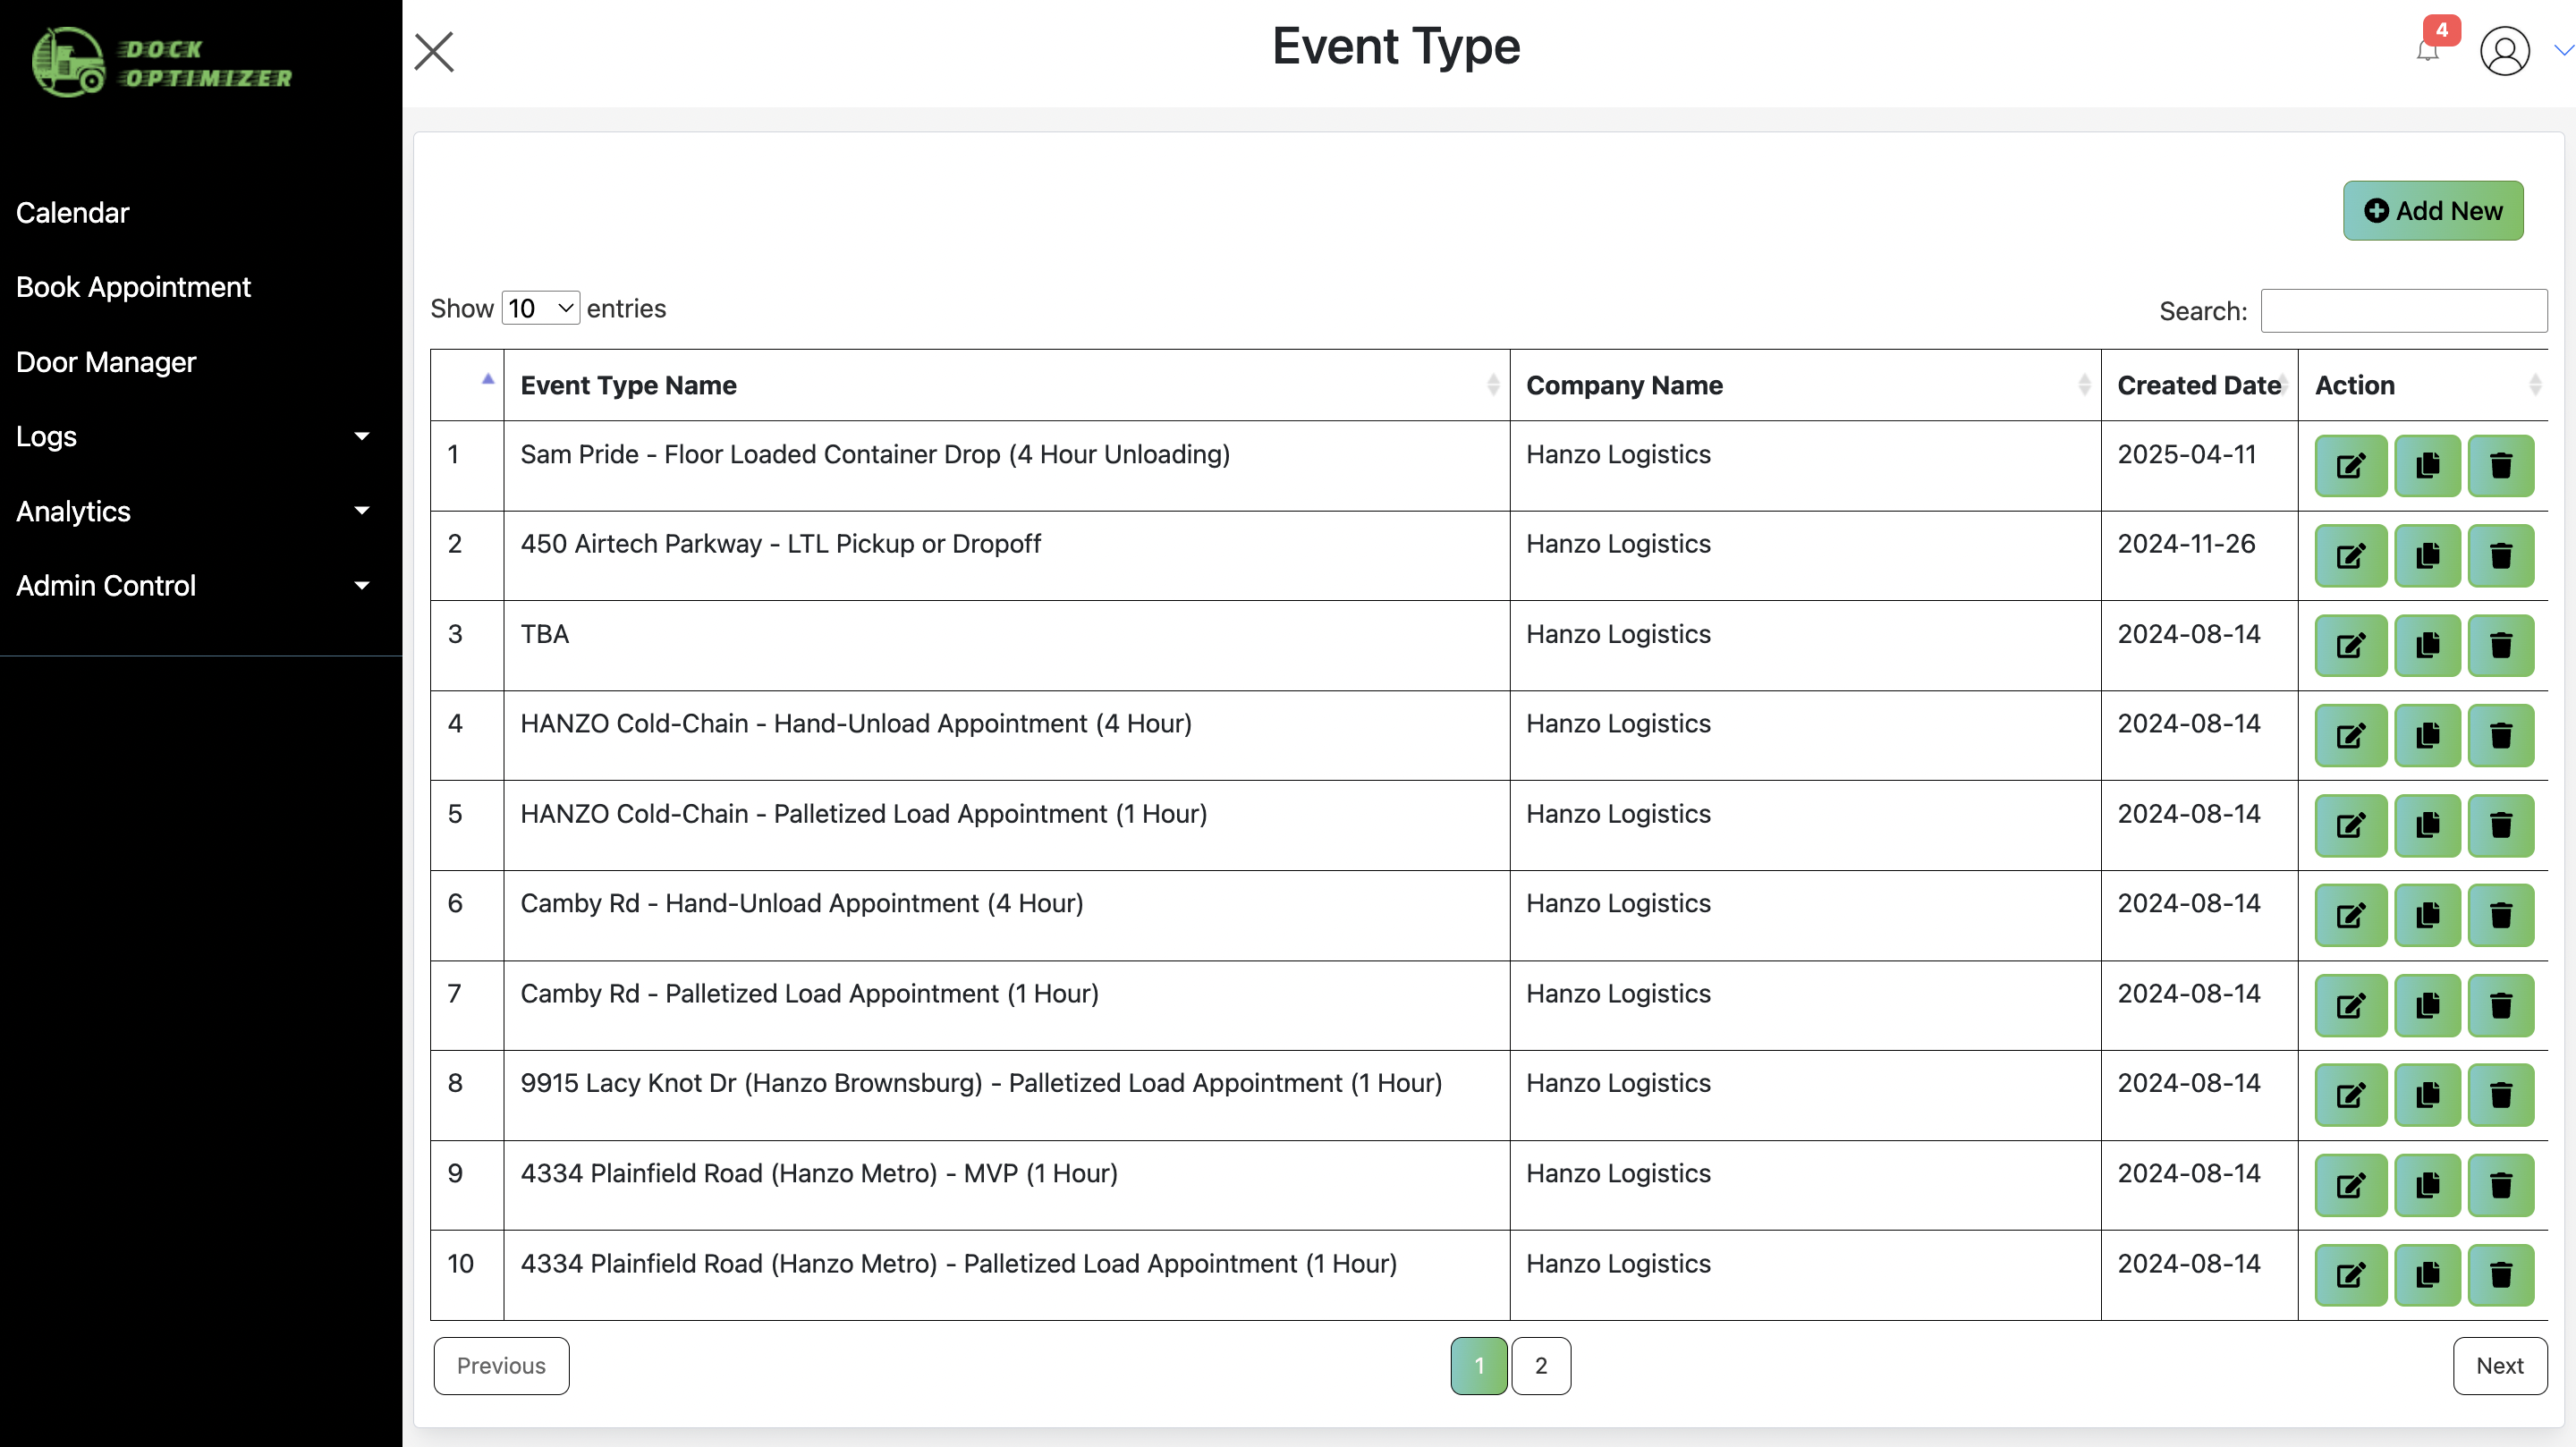 DOCK
OPTIMIZER
Calendar
Book Appointment
Door Manager
Logs
Analytics
Admin Control
Event Type
4
Add New
Show 10 entries
Search:
Event Type Name Company Name Created Date Action
1 Sam Pride - Floor Loaded Container Drop (4 Hour Unloading) Hanzo Logistics 2025-04-11
2 450 Airtech Parkway - LTL Pickup or Dropoff Hanzo Logistics 2024-11-26
3 TBA Hanzo Logistics 2024-08-14
4 HANZO Cold-Chain - Hand-Unload Appointment (4 Hour) Hanzo Logistics 2024-08-14
5 HANZO Cold-Chain - Palletized Load Appointment (1 Hour) Hanzo Logistics 2024-08-14
6 Camby Rd - Hand-Unload Appointment (4 Hour) Hanzo Logistics 2024-08-14
7 Camby Rd - Palletized Load Appointment (1 Hour) Hanzo Logistics 2024-08-14
8 9915 Lacy Knot Dr (Hanzo Brownsburg) - Palletized Load Appointment (1 Hour) Hanzo Logistics 2024-08-14
9 4334 Plainfield Road (Hanzo Metro) - MVP (1 Hour) Hanzo Logistics 2024-08-14
10 4334 Plainfield Road (Hanzo Metro) - Palletized Load Appointment (1 Hour) Hanzo Logistics 2024-08-14
Previous 1 2 Next